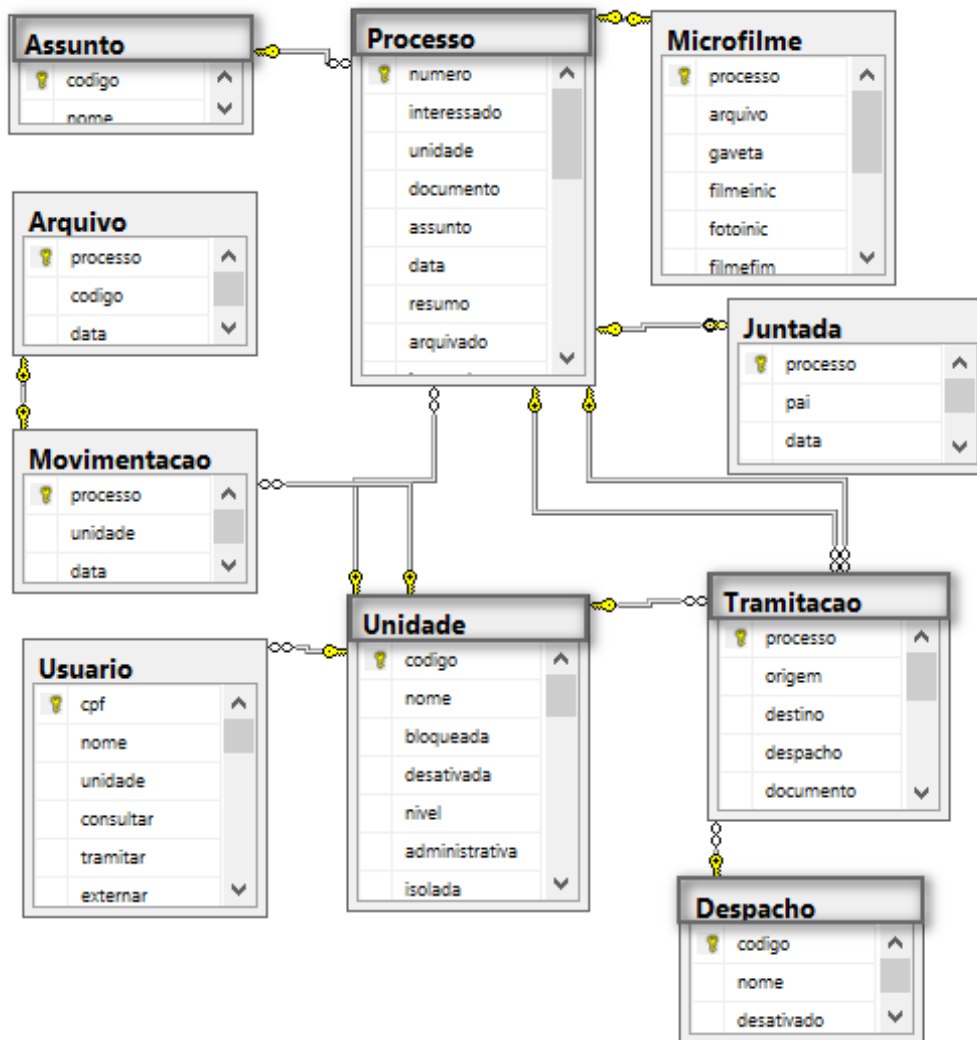 Assunto
codigo
nome
Processo
numero
interessado
unidade
documento
assunto
data
resumo
arquivado
Microfilme
processo
arquivo
gaveta
filmeinic
fotoinic
filmefim
Arquivo
processo
codigo
data
Juntada
processo
pai
data
Movimentacao
processo
unidade
data
Usuario
cpf
nome
unidade
consultar
tramitar
externar
Unidade
codigo
nome
bloqueada
desativada
nivel
administrativa
isolada
Tramitacao
processo
origem
destino
despacho
documento
Despacho
codigo
nome
desativado